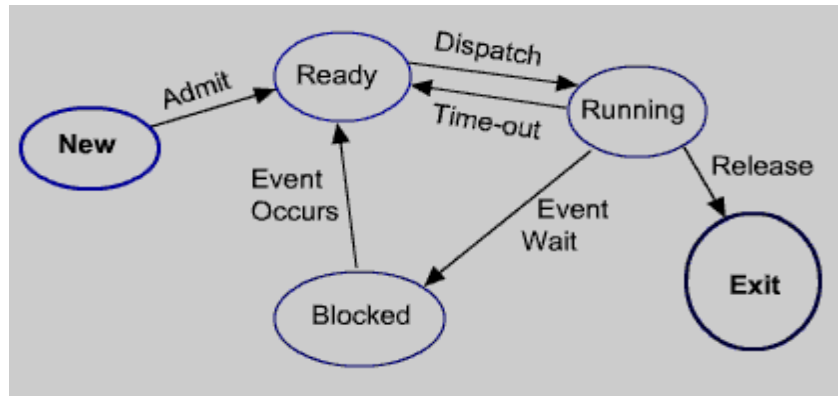 Dispatch
Ready
Admit
Running
Time-out
New
Event
Occurs
Release
Event
Wait
Exit
Blocked